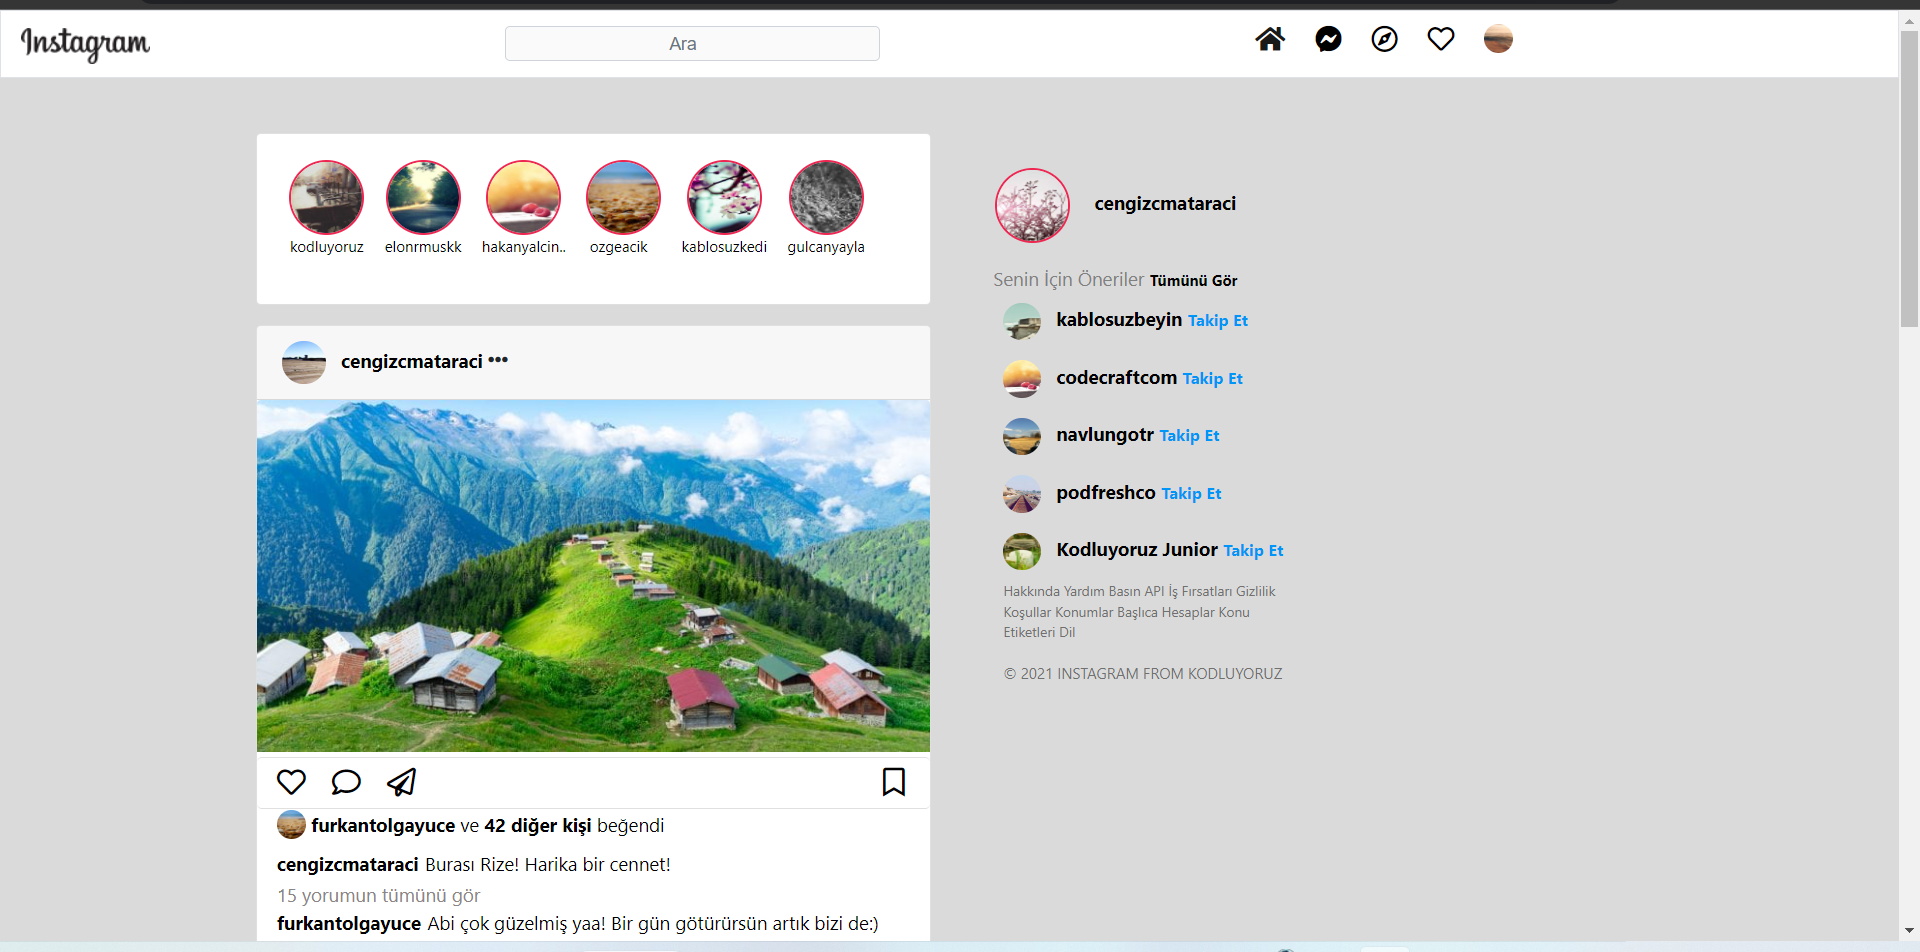 Instagram
Ara
kodluyoruz elonrmuskk hakanyalcin.. ozgeacik kablosuzkedi gulcanyayla
cengizcmataraci •••
furkantolgayuce ve 42 diğer kişi beğendi
cengizcmataraci Burası Rize! Harika bir cennet!
15 yorumun tümünü gör
furkantolgayuce Abi çok güzelmiş yaa! Bir gün götürürsün artık bizi de:)
cengizcmataraci
Senin İçin Öneriler Tümünü Gör
kablosuzbeyin Takip Et
codecraftcom Takip Et
navlungotr Takip Et
podfreshco Takip Et
Kodluyoruz Junior Takip Et
Hakkında Yardım Basın API İş Fırsatları Gizlilik
Koşullar Konumlar Başlıca Hesaplar Konu
Etiketleri Dil
© 2021 INSTAGRAM FROM KODLUYORUZ